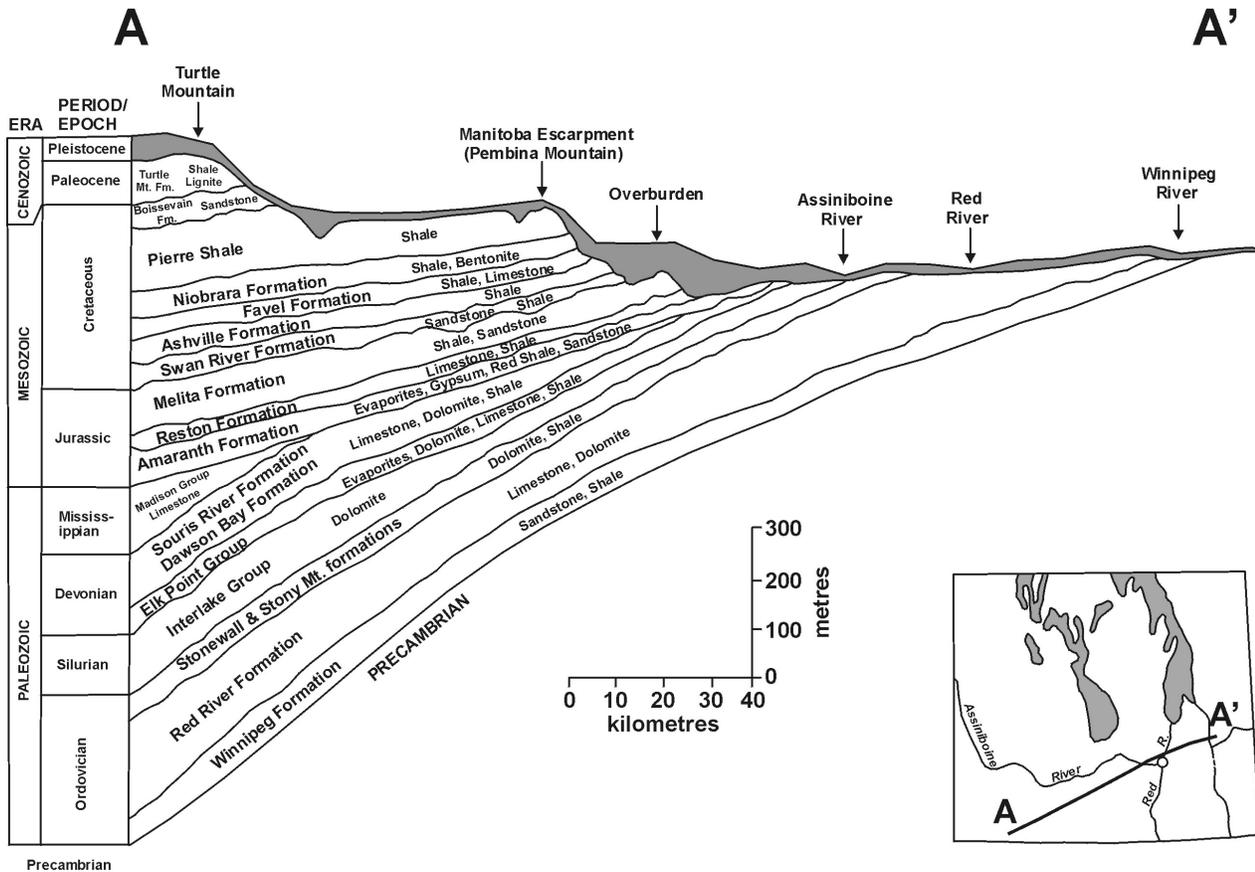 A
A’
Turtle
Mountain
Manitoba Escarpment
(Pembina Mountain)
Overburden
Assiniboine
River
Red
River
Winnipeg
River
ERA
PERIOD/
EPOCH
CENOZOIC
MESOZOIC
PALEOZOIC
Pleistocene
Paleocene
Cretaceous
Jurassic
Mississ-
ippian
Devonian
Silurian
Ordovician
Precambrian
Turtle
Mt. Fm.
Shale
Lignite
Boissevain
Fm.
Sandstone
Pierre Shale
Shale
Niobrara Formation
Shale, Bentonite
Favel Formation
Shale, Limestone
Ashville Formation
Shale
Swan River Formation
Sandstone
Shale
Melita Formation
Shale, Sandstone
Reston Formation
Limestone, Shale
Amaranth Formation
Evaporites, Gypsum, Red Shale, Sandstone
Madison Group
Limestone
Souris River Formation
Limestone, Dolomite, Shale
Dawson Bay Formation
Evaporites, Dolomite, Limestone, Shale
Elk Point Group
Dolomite
Interlake Group
Dolomite, Shale
Stonewall & Stony Mt. formations
Limestone, Dolomite
Red River Formation
Sandstone, Shale
Winnipeg Formation
PRECAMBRIAN
300
200
100
0
metres
0 10 20 30 40
kilometres
Assiniboine
River
Red
R.
A
A’